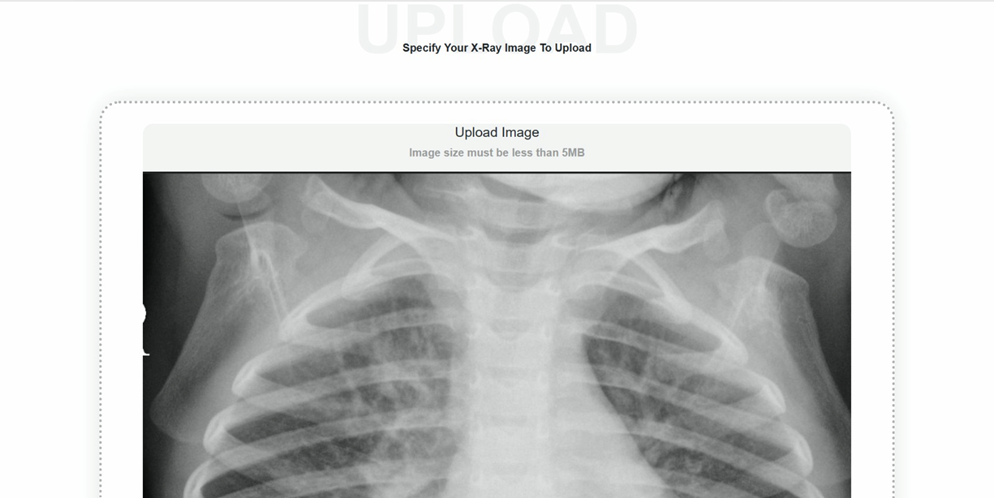 UPLOAD
Specify Your X-Ray Image To Upload
Upload Image
Image size must be less than 5MB